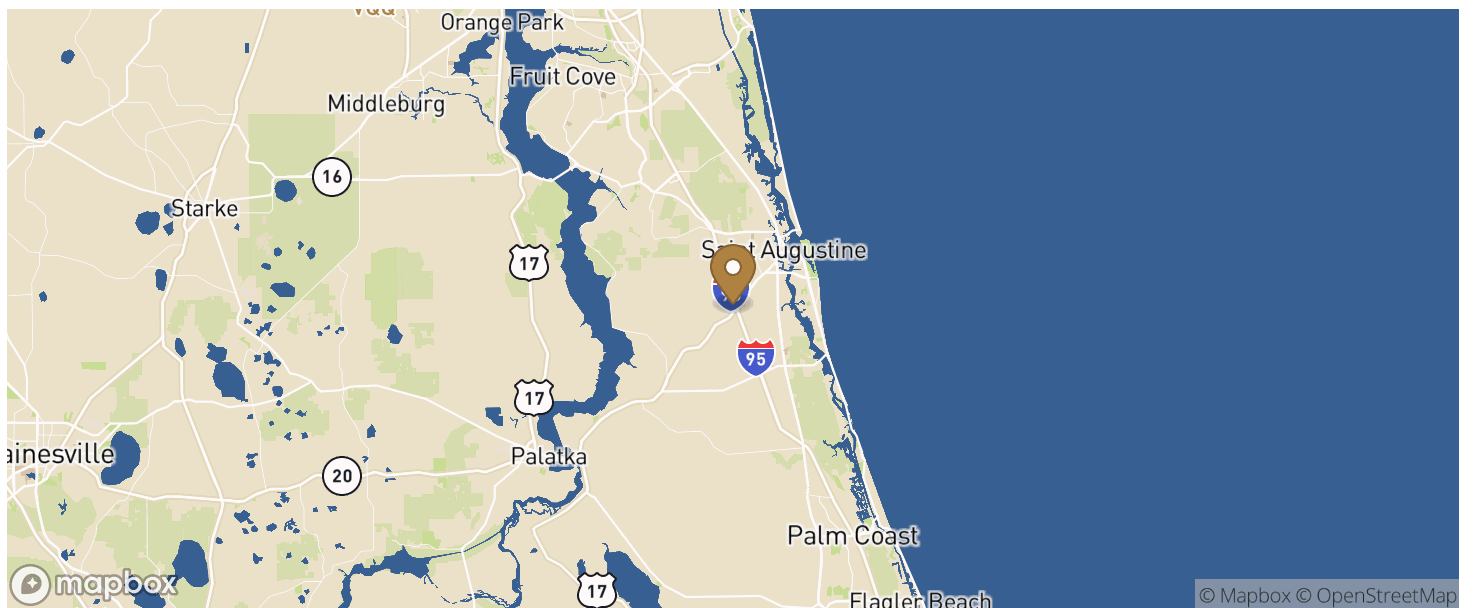 Orange Park
Fruit Cove
Middleburg
16
Starke
Saint Augustine
17
95
17
ainesville
Palatka
20
Palm Coast
mapbox
17
Flagler Beach
© Mapbox © OpenStreetMap